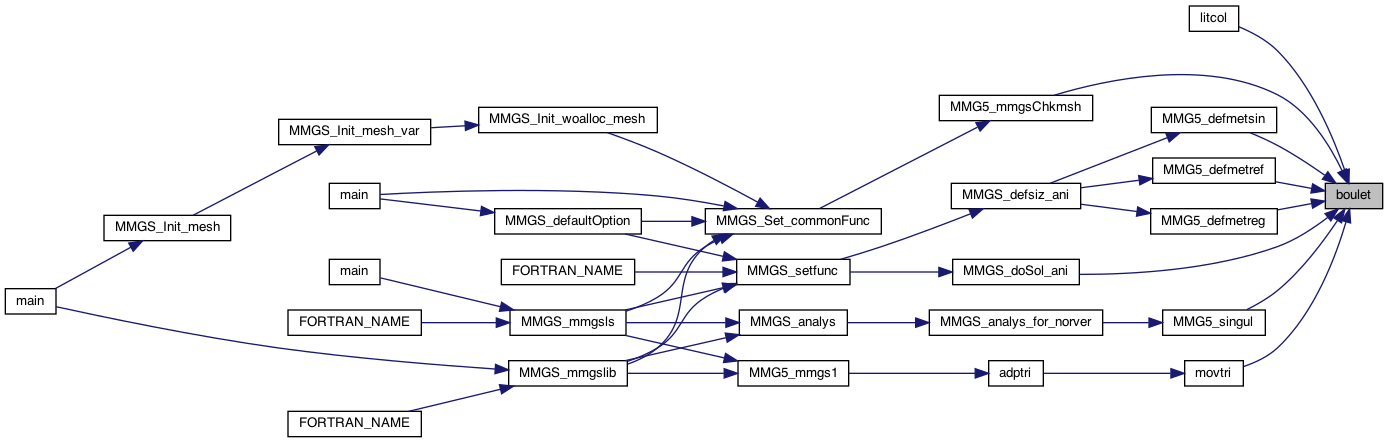 litcol
MMG5_mmgsChkmsh
MMGS_Init_woalloc_mesh
MMG5_defmetsin
MMGS_Init_mesh_var
MMG5_defmetref
main
MMGS_defsiz_ani
boulet
MMGS_defaultOption
MMGS_Set_commonFunc
MMG5_defmetreg
MMGS_Init_mesh
main
FORTRAN_NAME
MMGS_setfunc
MMGS_doSol_ani
main
FORTRAN_NAME
MMGS_mmgsls
MMGS_analys
MMGS_analys_for_norver
MMG5_singul
MMGS_mmgslib
MMG5_mmgs1
adptri
movtri
FORTRAN_NAME